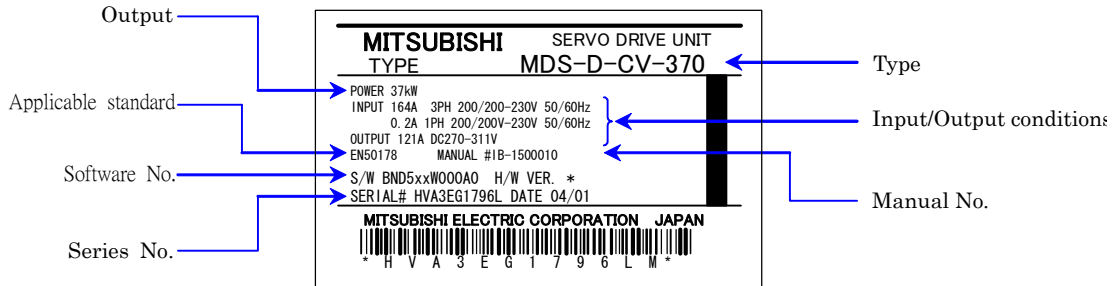 Output
Applicable standard
Software No.
Series No.
MITSUBISHI SERVO DRIVE UNIT
TYPE MDS-D-CV-370
POWER 37kW
INPUT 164A 3PH 200/200-230V 50/60Hz
0.2A 1PH 200/200V-230V 50/60Hz
OUTPUT 121A DC270-311V
EN50178 MANUAL #IB-1500010
S/W BND5xxW000A0 H/W VER. *
SERIAL# HVA3EG1796L DATE 04/01
MITSUBISHI ELECTRIC CORPORATION JAPAN
* H V A 3 E G 1 7 9 6 L M *
Type
Input/Output conditions
Manual No.